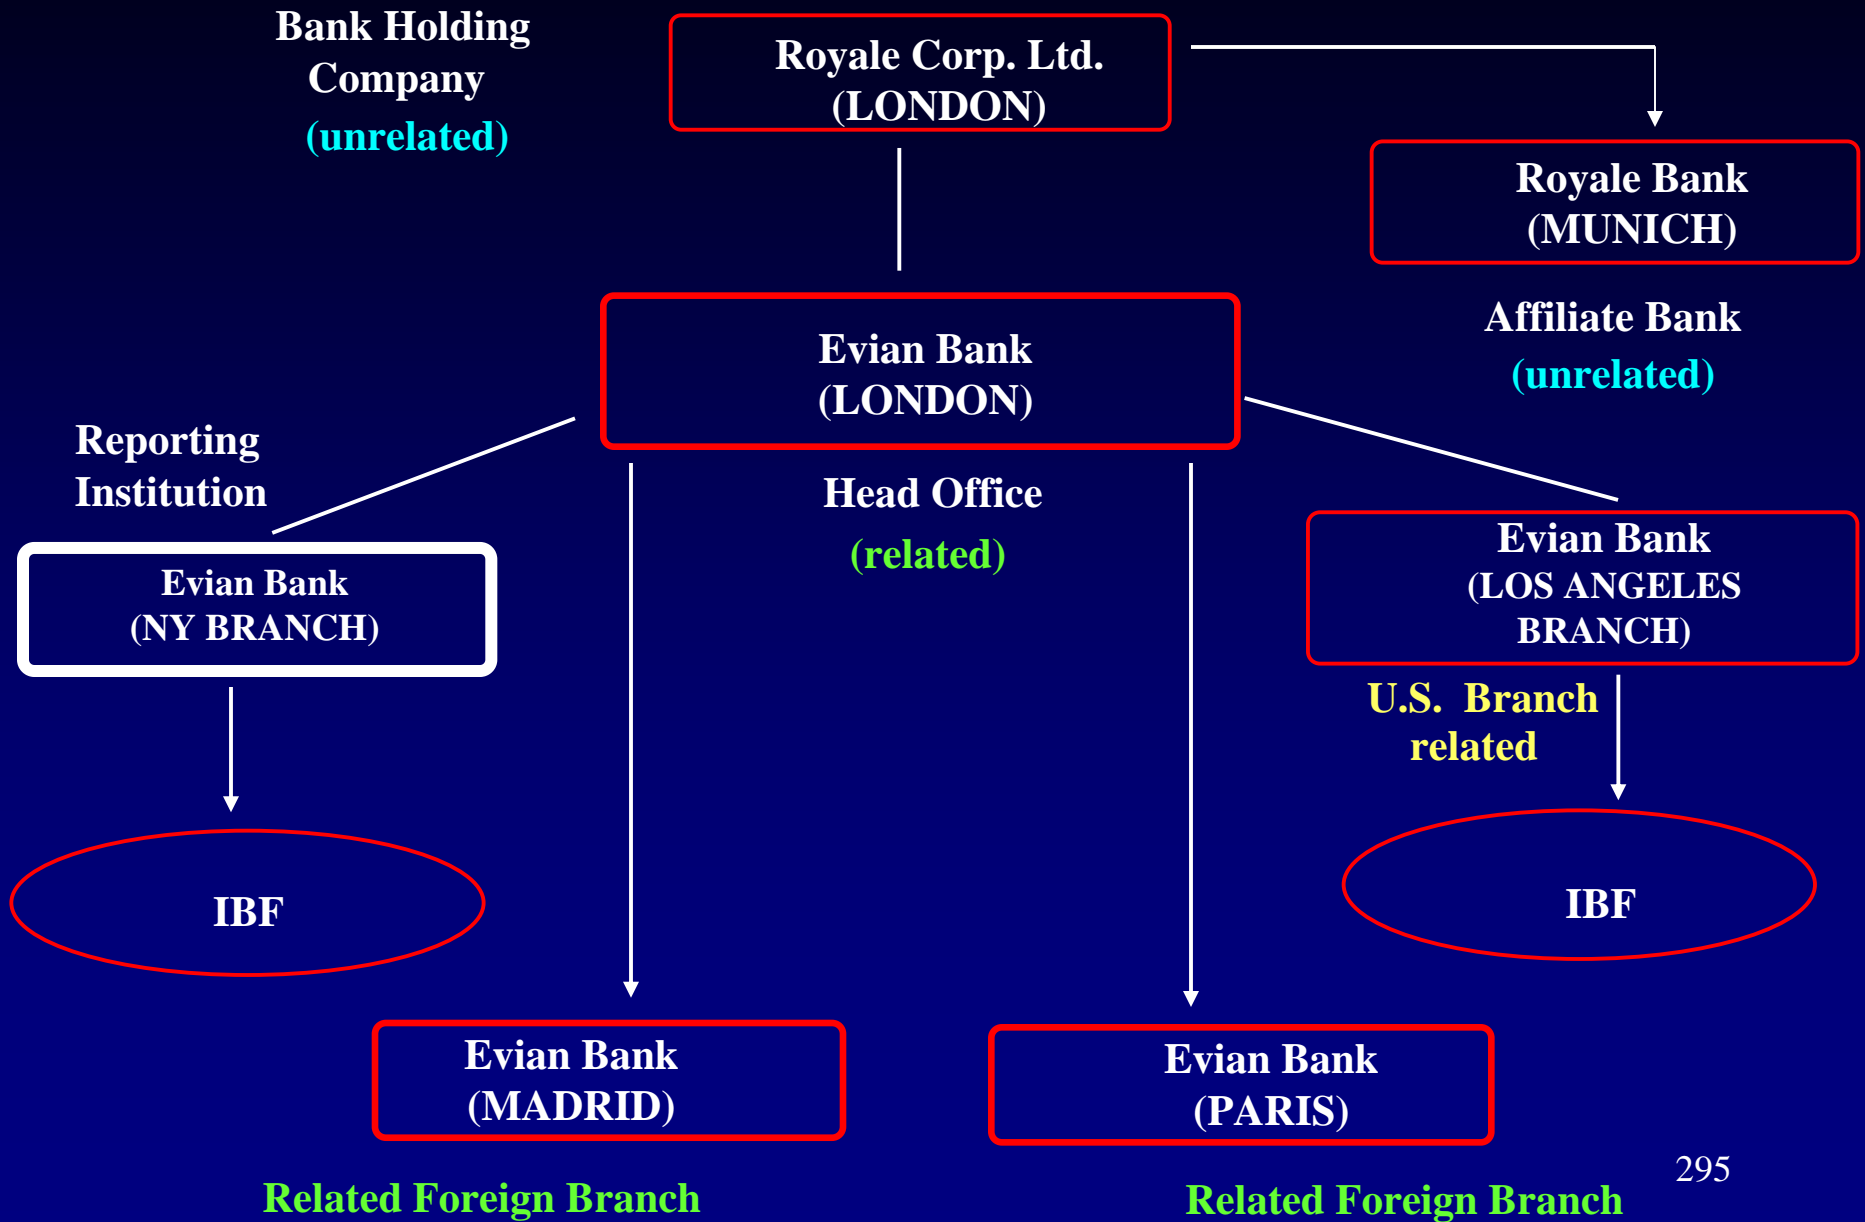 Bank Holding
Company
(unrelated)
Royale Corp. Ltd.
(LONDON)
Royale Bank
(MUNICH)
Affiliate Bank
(unrelated)
Evian Bank
(LONDON)
Head Office
(related)
Reporting
Institution
Evian Bank
(NY BRANCH)
Evian Bank
(LOS ANGELES
BRANCH)
U.S. Branch
related
IBF
IBF
Evian Bank
(MADRID)
Related Foreign Branch
Evian Bank
(PARIS)
Related Foreign Branch
295